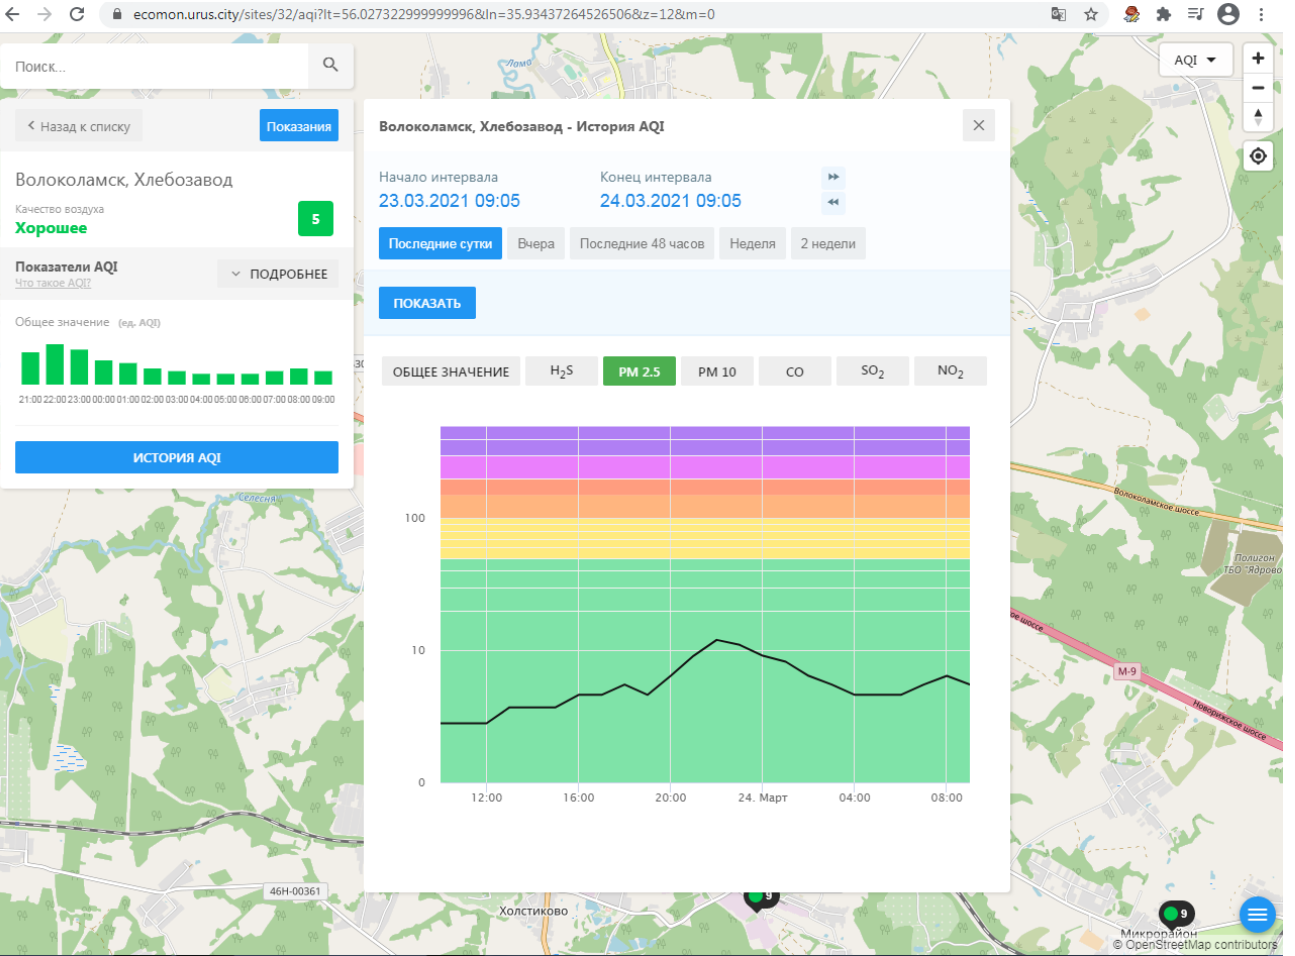 ecomon.urus.city/sites/32/aqi?lt=56.027322999999996&ln=35.93437264526506&z=12&m=0
Поиск...
AQI
Лама
Назад к списку
Показания
Волоколамск, Хлебозавод - История AQI
Волоколамск, Хлебозавод
Качество воздуха
Хорошее
5
Начало интервала
Конец интервала
23.03.2021 09:05
24.03.2021 09:05
Последние сутки
Вчера
Последние 48 часов
Неделя
2 недели
Показатели AQI
Что такое AQI?
ПОДРОБНЕЕ
ПОКАЗАТЬ
Общее значение (ед. AQI)
21:00 22:00 23:00 00:00 01:00 02:00 03:00 04:00 05:00 06:00 07:00 08:00 09:00
ИСТОРИЯ AQI
ОБЩЕЕ ЗНАЧЕНИЕ
H2S
PM 2.5
PM 10
CO
SO2
NO2
100
10
0
12:00
16:00
20:00
24. Март
04:00
08:00
Селесня
Волоколамское шоссе
Полигон
ТБО "Ядрово
М-9
Новорижское шоссе
46Н-00361
Холстиково
9
9
Микрорайон
© OpenStreetMap contributors